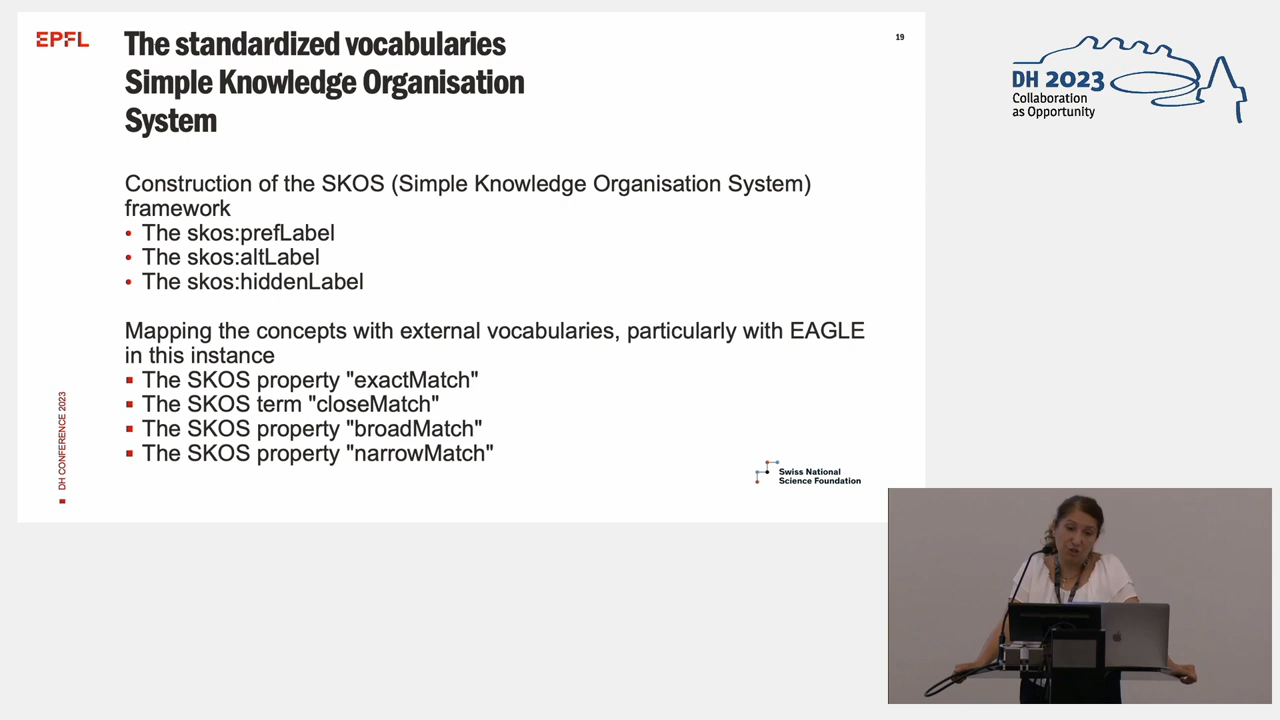 EPFL
The standardized vocabularies
Simple Knowledge Organisation
System
19
Construction of the SKOS (Simple Knowledge Organisation System)
framework
• The skos:prefLabel
• The skos:altLabel
• The skos:hiddenLabel
Mapping the concepts with external vocabularies, particularly with EAGLE
in this instance
▪ The SKOS property "exactMatch"
▪ The SKOS term "closeMatch"
▪ The SKOS property "broadMatch"
▪ The SKOS property "narrowMatch"
DH CONFERENCE 2023
Swiss National
Science Foundation
DH 2023
Collaboration
as Opportunity